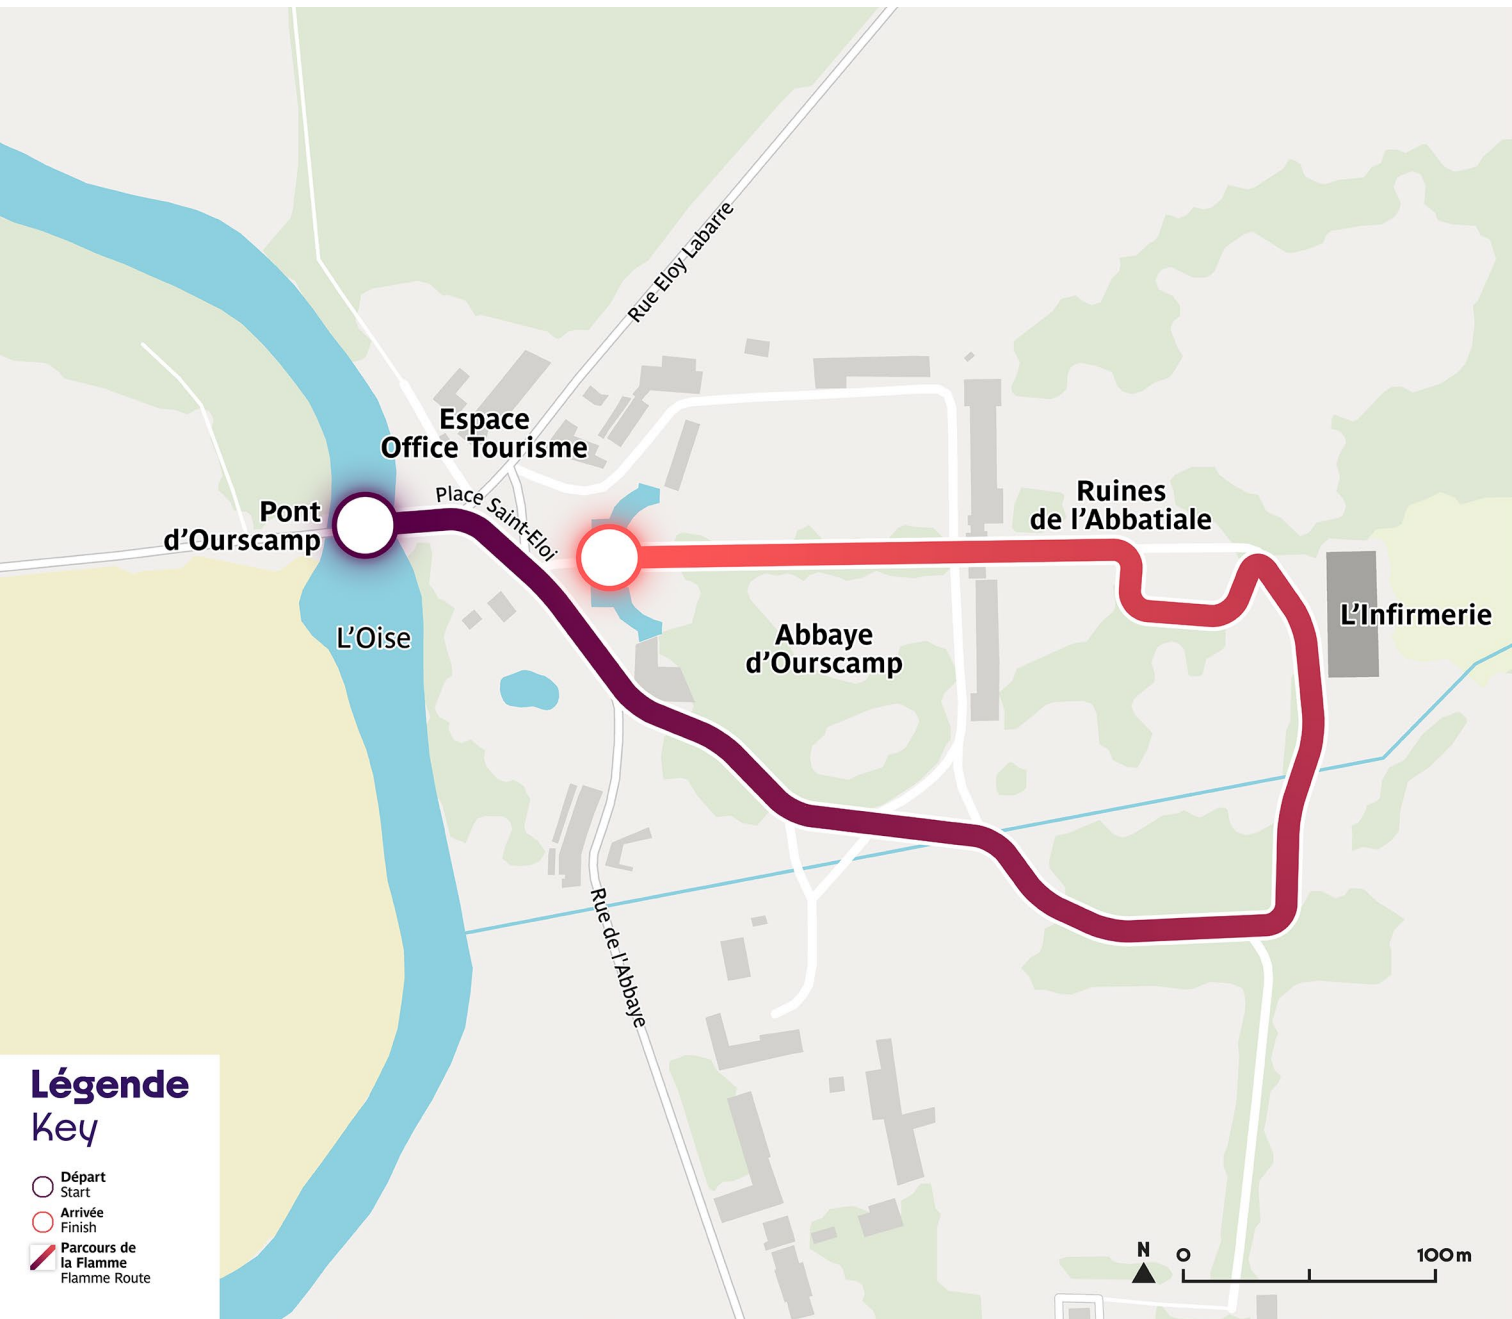 Rue Eloy Labarre
Espace
Office Tourisme
Place Saint-Eloi
Pont
d'Ourscamp
Ruines
de l'Abbatiale
L'Infirmerie
L'Oise
Abbaye
d'Ourscamp
Rue de l'Abbaye
Légende
Key
Départ
Start
Arrivée
Finish
Parcours de
la Flamme
Flamme Route
N
0
100 m